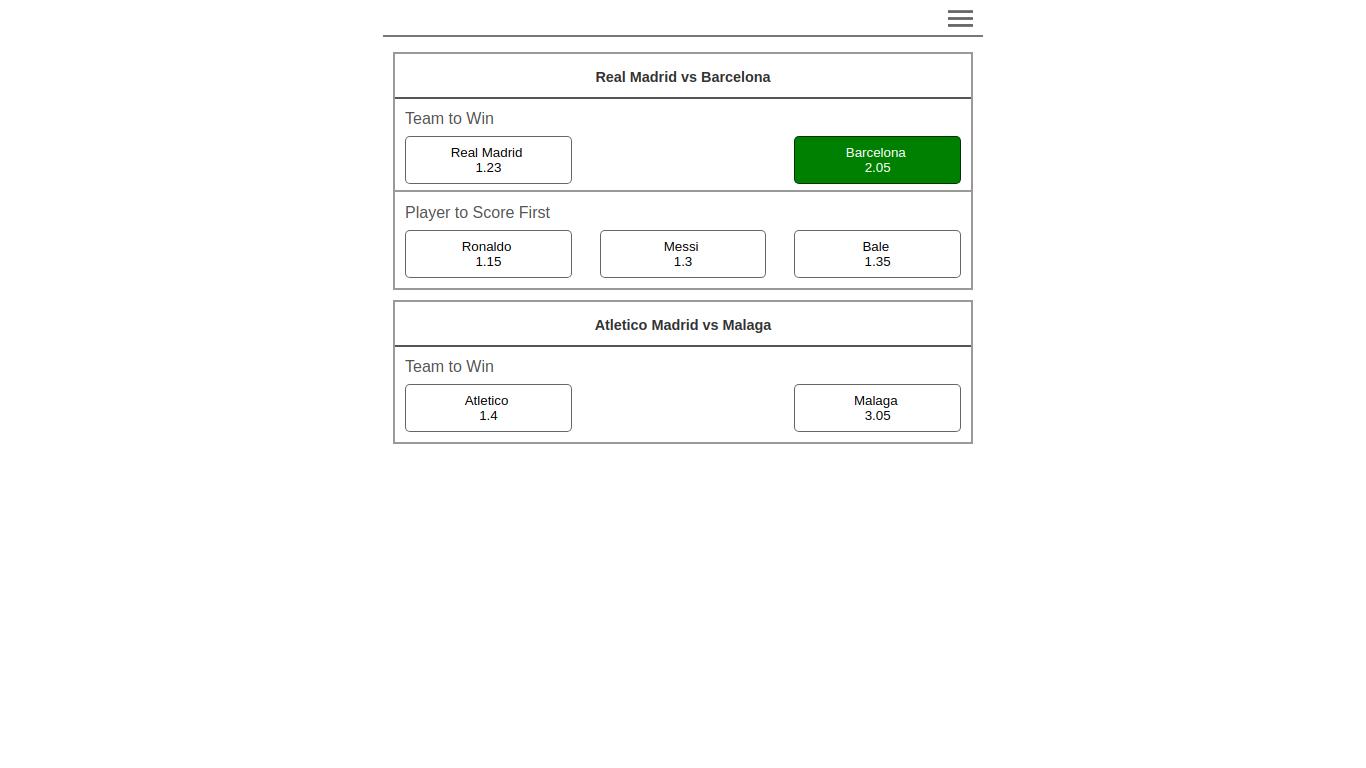 Real Madrid vs Barcelona
Team to Win
Real Madrid
1.23
Barcelona
2.05
Player to Score First
Ronaldo
1.15
Messi
1.3
Bale
1.35
Atletico Madrid vs Malaga
Team to Win
Atletico
1.4
Malaga
3.05